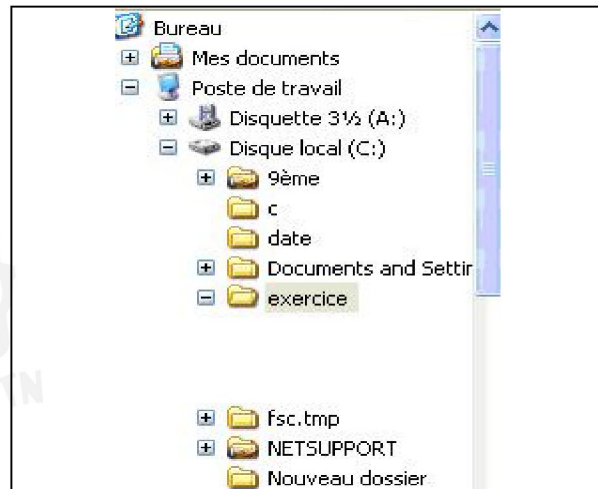 Bureau
Mes documents
Poste de travail
Disquette 3½ (A:)
Disque local (C:)
9ème
c
date
Documents and Settir
exercice
fsc.tmp
NETSUPPORT
Nouveau dossier